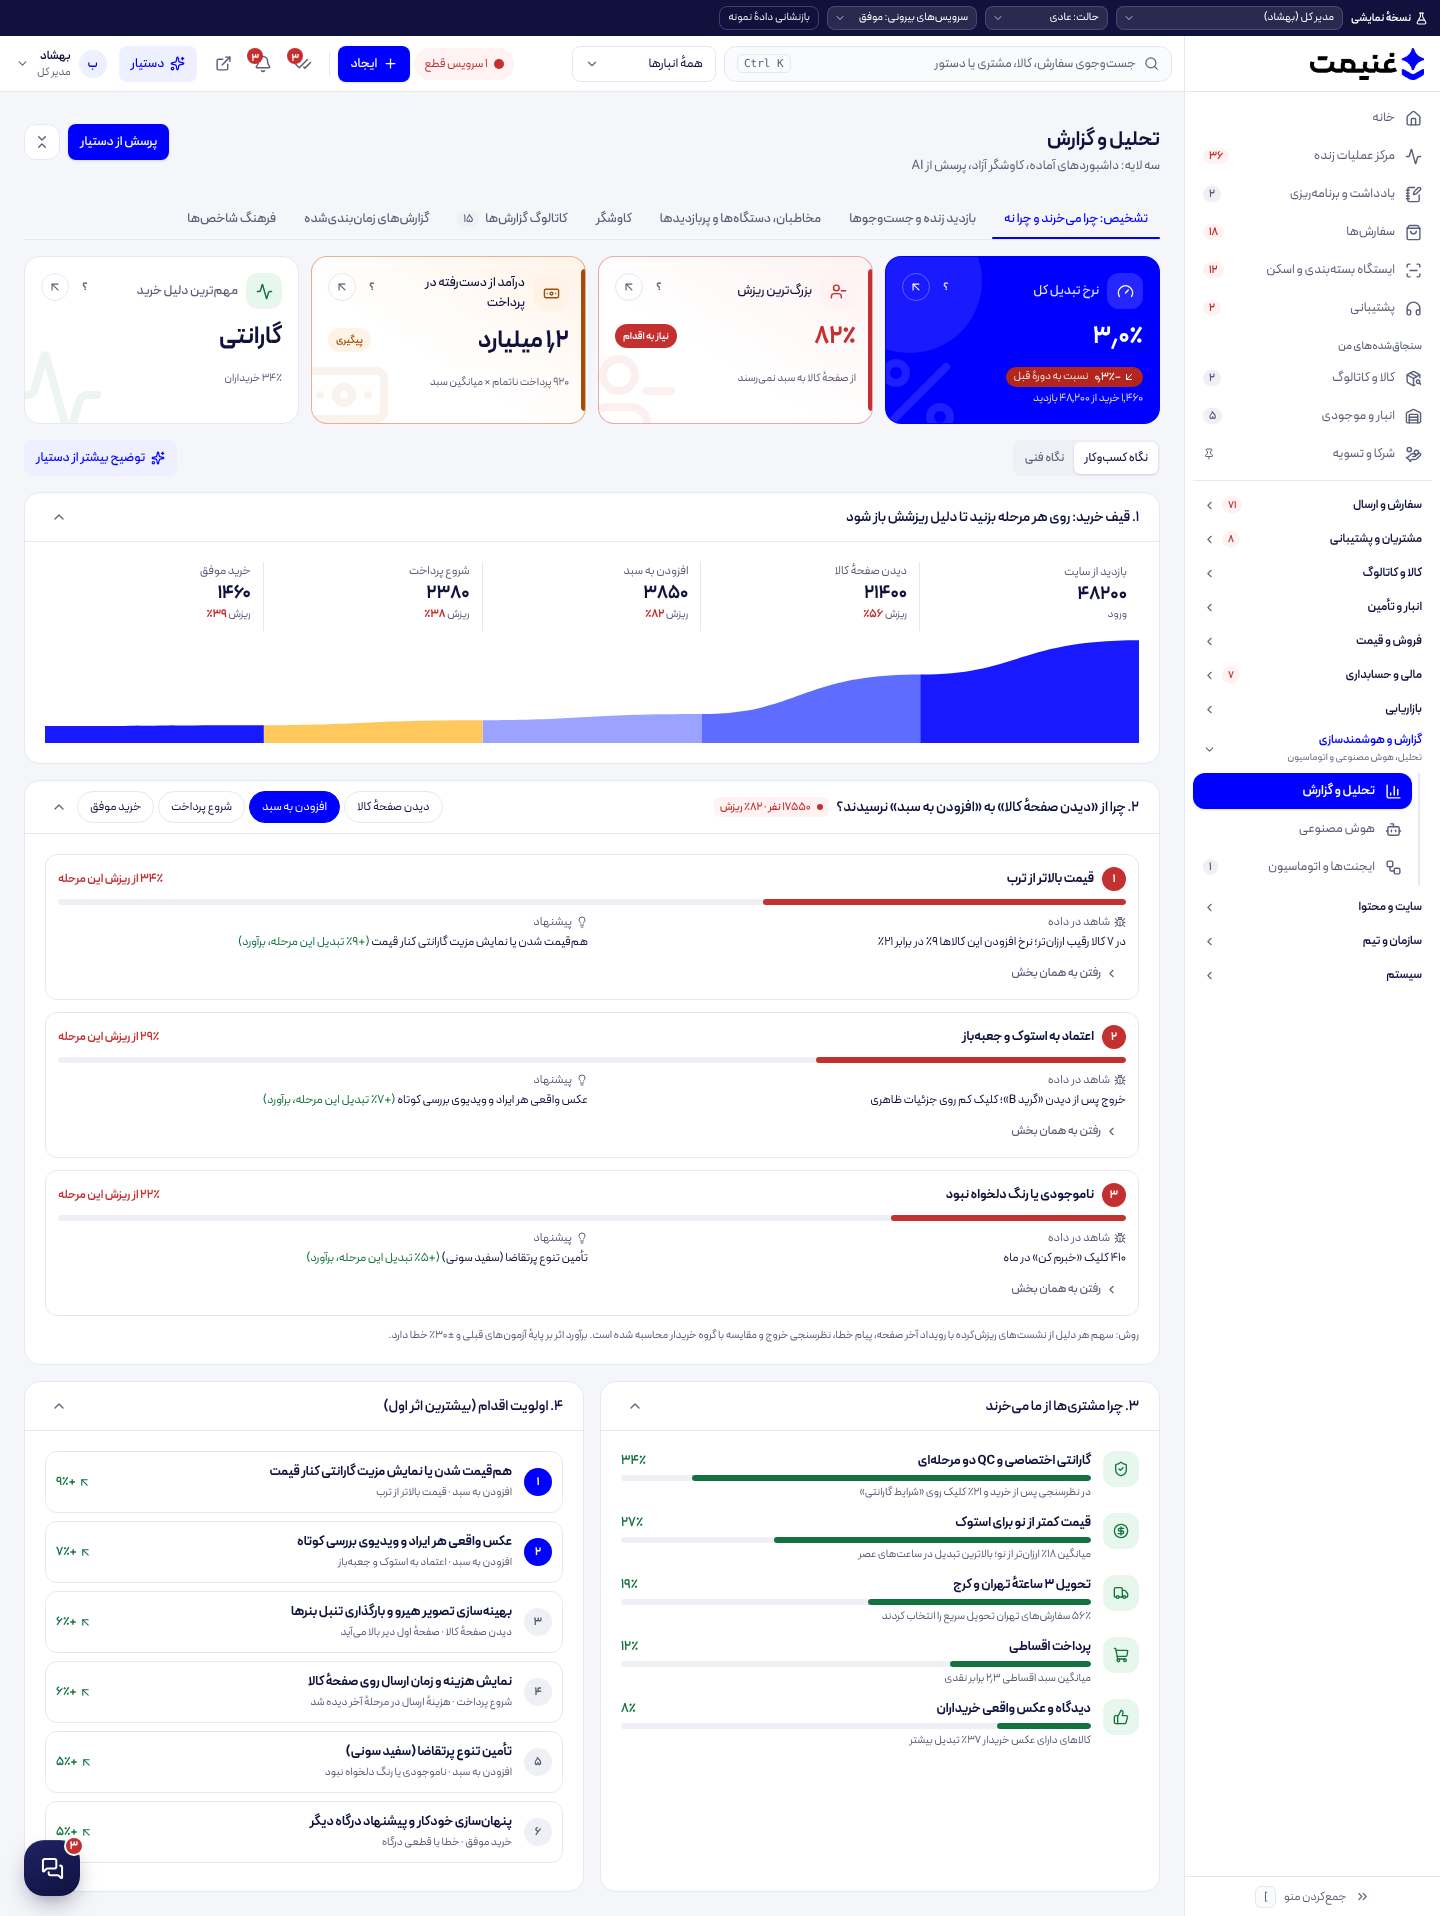 نسخهٔ نمایشی
مدیر کل (بهشاد)
حالت: عادی
سرویس‌های بیرونی: موفق
بازنشانی دادهٔ نمونه
غنیمت
جست‌وجوی سفارش، کالا، مشتری یا دستور
Ctrl K
همهٔ انبارها
۱ سرویس قطع
ایجاد
۳
۳
دستیار
ب
بهشاد
مدیر کل
خانه
مرکز عملیات زنده ۳۶
یادداشت و برنامه‌ریزی ۲
سفارش‌ها ۱۸
ایستگاه بسته‌بندی و اسکن ۱۲
پشتیبانی ۲
سنجاق‌شده‌های من
کالا و کاتالوگ ۲
انبار و موجودی ۵
شرکا و تسویه
سفارش و ارسال ۷۱
مشتریان و پشتیبانی ۸
کالا و کاتالوگ
انبار و تأمین
فروش و قیمت
مالی و حسابداری ۷
بازاریابی
گزارش و هوشمندسازی
تحلیل، هوش مصنوعی و اتوماسیون
تحلیل و گزارش
هوش مصنوعی
ایجنت‌ها و اتوماسیون ۱
سایت و محتوا
سازمان و تیم
سیستم
جمع‌کردن منو [
تحلیل و گزارش
سه لایه: داشبوردهای آماده، کاوشگر آزاد، پرسش از AI
پرسش از دستیار
تشخیص: چرا می‌خرند و چرا نه
بازدید زنده و جست‌وجوها
مخاطبان، دستگاه‌ها و پربازدیدها
کاوشگر
کاتالوگ گزارش‌ها ۱۵
گزارش‌های زمان‌بندی‌شده
فرهنگ شاخص‌ها
نرخ تبدیل کل
؟
۳٫۰٪
−۰٫۳٪ نسبت به دورهٔ قبل
۱٬۴۶۰ خرید از ۴۸٬۲۰۰ بازدید
بزرگ‌ترین ریزش
؟
۸۲٪
نیاز به اقدام
از صفحهٔ کالا به سبد نمی‌رسند
درآمد از دست‌رفته در پرداخت
؟
۱٫۲ میلیارد
پیگیری
۹۲۰ پرداخت ناتمام × میانگین سبد
مهم‌ترین دلیل خرید
؟
گارانتی
۳۴٪ خریداران
نگاه کسب‌وکار
نگاه فنی
توضیح بیشتر از دستیار
۱. قیف خرید: روی هر مرحله بزنید تا دلیل ریزشش باز شود
بازدید از سایت
۴۸۲۰۰
ورود
دیدن صفحهٔ کالا
۲۱۴۰۰
ریزش ۵۶٪
افزودن به سبد
۳۸۵۰
ریزش ۸۲٪
شروع پرداخت
۲۳۸۰
ریزش ۳۸٪
خرید موفق
۱۴۶۰
ریزش ۳۹٪
۲. چرا از «دیدن صفحهٔ کالا» به «افزودن به سبد» نرسیدند؟
۱۷۵۵۰ نفر · ۸۲٪ ریزش
دیدن صفحهٔ کالا
افزودن به سبد
شروع پرداخت
خرید موفق
۱ قیمت بالاتر از ترب
۳۴٪ از ریزش این مرحله
شاهد در داده
در ۷ کالا رقیب ارزان‌تر؛ نرخ افزودن این کالاها ۹٪ در برابر ۲۱٪
پیشنهاد
هم‌قیمت شدن یا نمایش مزیت گارانتی کنار قیمت (+۹٪ تبدیل این مرحله، برآورد)
رفتن به همان بخش
۲ اعتماد به استوک و جعبه‌باز
۲۹٪ از ریزش این مرحله
شاهد در داده
خروج پس از دیدن «گرید B»؛ کلیک کم روی جزئیات ظاهری
پیشنهاد
عکس واقعی هر ایراد و ویدیوی بررسی کوتاه (+۷٪ تبدیل این مرحله، برآورد)
رفتن به همان بخش
۳ ناموجودی یا رنگ دلخواه نبود
۲۲٪ از ریزش این مرحله
شاهد در داده
۴۱۰ کلیک «خبرم کن» در ماه
پیشنهاد
تأمین تنوع پرتقاضا (سفید سونی) (+۵٪ تبدیل این مرحله، برآورد)
رفتن به همان بخش
روش: سهم هر دلیل از نشست‌های ریزش‌کرده با رویداد آخر صفحه، پیام خطا، نظرسنجی خروج و مقایسه با گروه خریدار محاسبه شده است. برآورد اثر بر پایهٔ آزمون‌های قبلی و ±۳۰٪ خطا دارد.
۳. چرا مشتری‌ها از ما می‌خرند
گارانتی اختصاصی و QC دو مرحله‌ای ۳۴٪
در نظرسنجی پس از خرید و ۲۱٪ کلیک روی «شرایط گارانتی»
قیمت کمتر از نو برای استوک ۲۷٪
میانگین ۱۸٪ ارزان‌تر از نو؛ بالاترین تبدیل در ساعت‌های عصر
تحویل ۳ ساعتهٔ تهران و کرج ۱۹٪
۵۶٪ سفارش‌های تهران تحویل سریع را انتخاب کردند
پرداخت اقساطی ۱۲٪
میانگین سبد اقساطی ۲٫۳ برابر نقدی
دیدگاه و عکس واقعی خریداران ۸٪
کالاهای دارای عکس خریدار ۳۷٪ تبدیل بیشتر
۴. اولویت اقدام (بیشترین اثر اول)
۱ هم‌قیمت شدن یا نمایش مزیت گارانتی کنار قیمت +۹٪
افزودن به سبد · قیمت بالاتر از ترب
۲ عکس واقعی هر ایراد و ویدیوی بررسی کوتاه +۷٪
افزودن به سبد · اعتماد به استوک و جعبه‌باز
۳ بهینه‌سازی تصویر هیرو و بارگذاری تنبل بنرها +۶٪
دیدن صفحهٔ کالا · صفحهٔ اول دیر بالا می‌آید
۴ نمایش هزینه و زمان ارسال روی صفحهٔ کالا +۶٪
شروع پرداخت · هزینهٔ ارسال در مرحلهٔ آخر دیده شد
۵ تأمین تنوع پرتقاضا (سفید سونی) +۵٪
افزودن به سبد · ناموجودی یا رنگ دلخواه نبود
۶ پنهان‌سازی خودکار و پیشنهاد درگاه دیگر +۵٪
خرید موفق · خطا یا قطعی درگاه
۳